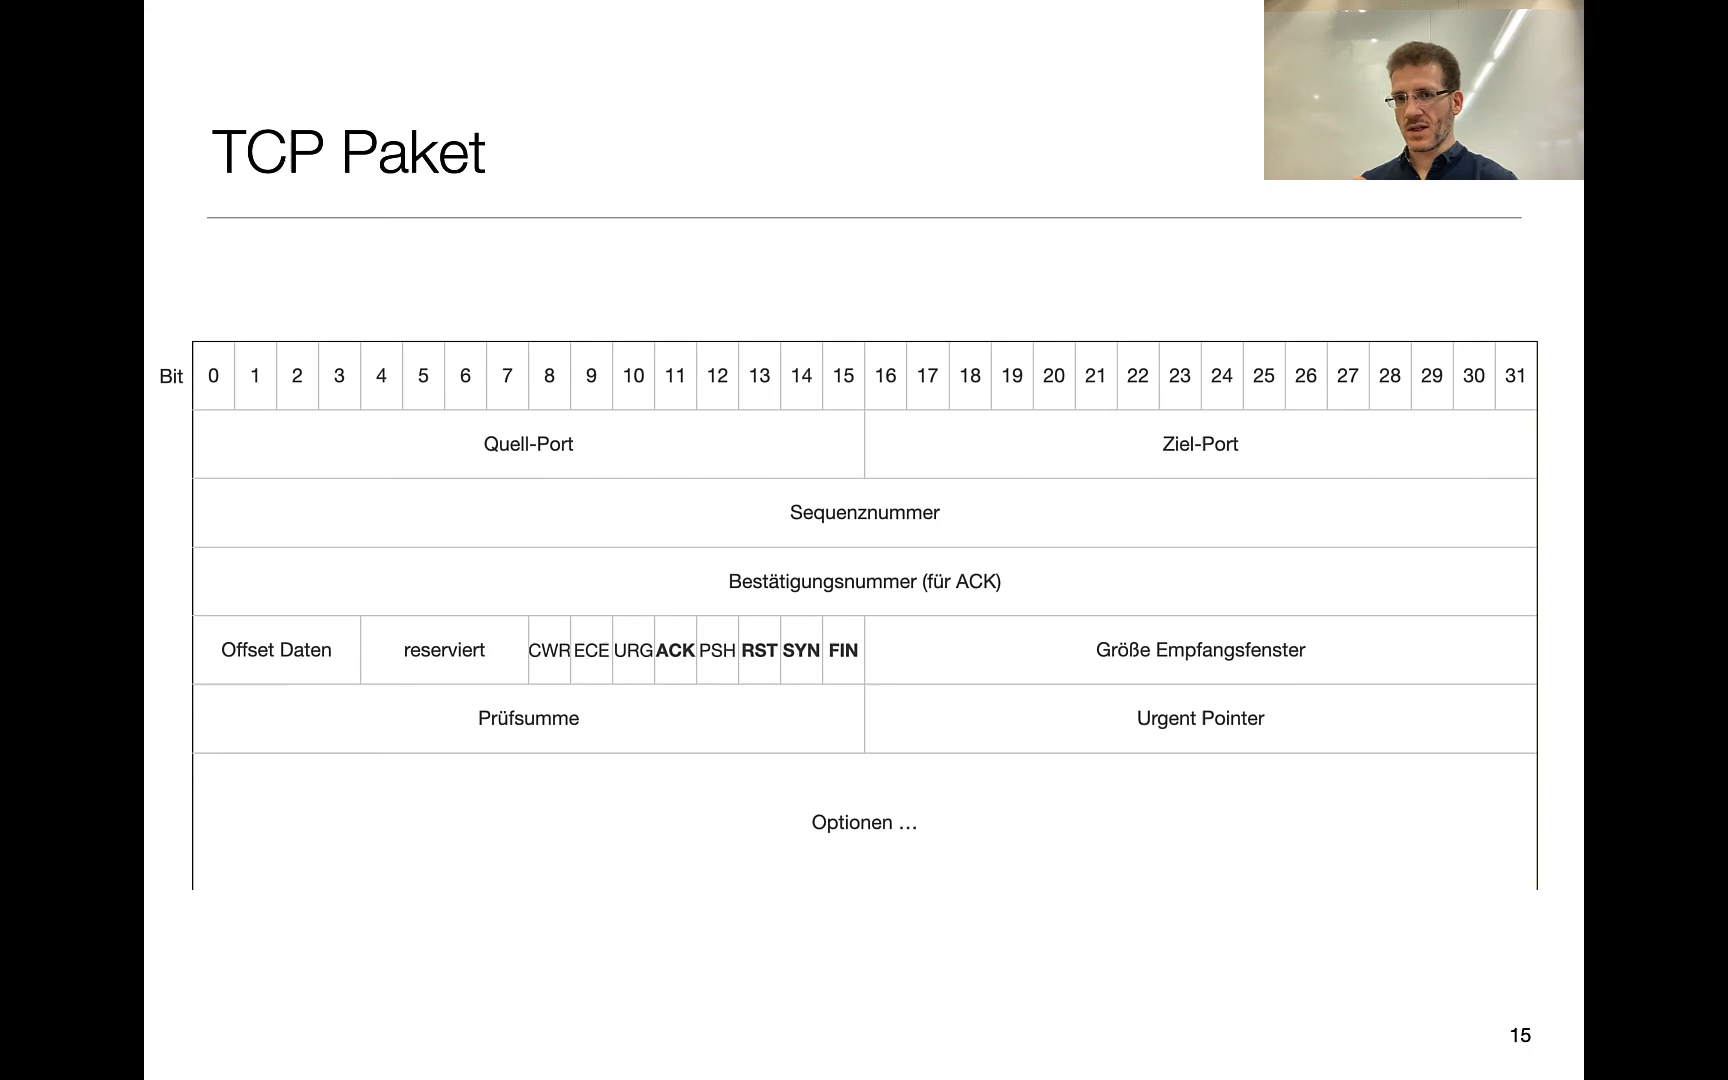 TCP Paket
Bit 0 1 2 3 4 5 6 7 8 9 10 11 12 13 14 15 16 17 18 19 20 21 22 23 24 25 26 27 28 29 30 31
Quell-Port Ziel-Port
Sequenznummer
Bestätigungsnummer (für ACK)
Offset Daten reserviert CWR ECE URG ACK PSH RST SYN FIN Größe Empfangsfenster
Prüfsumme Urgent Pointer
Optionen …
15